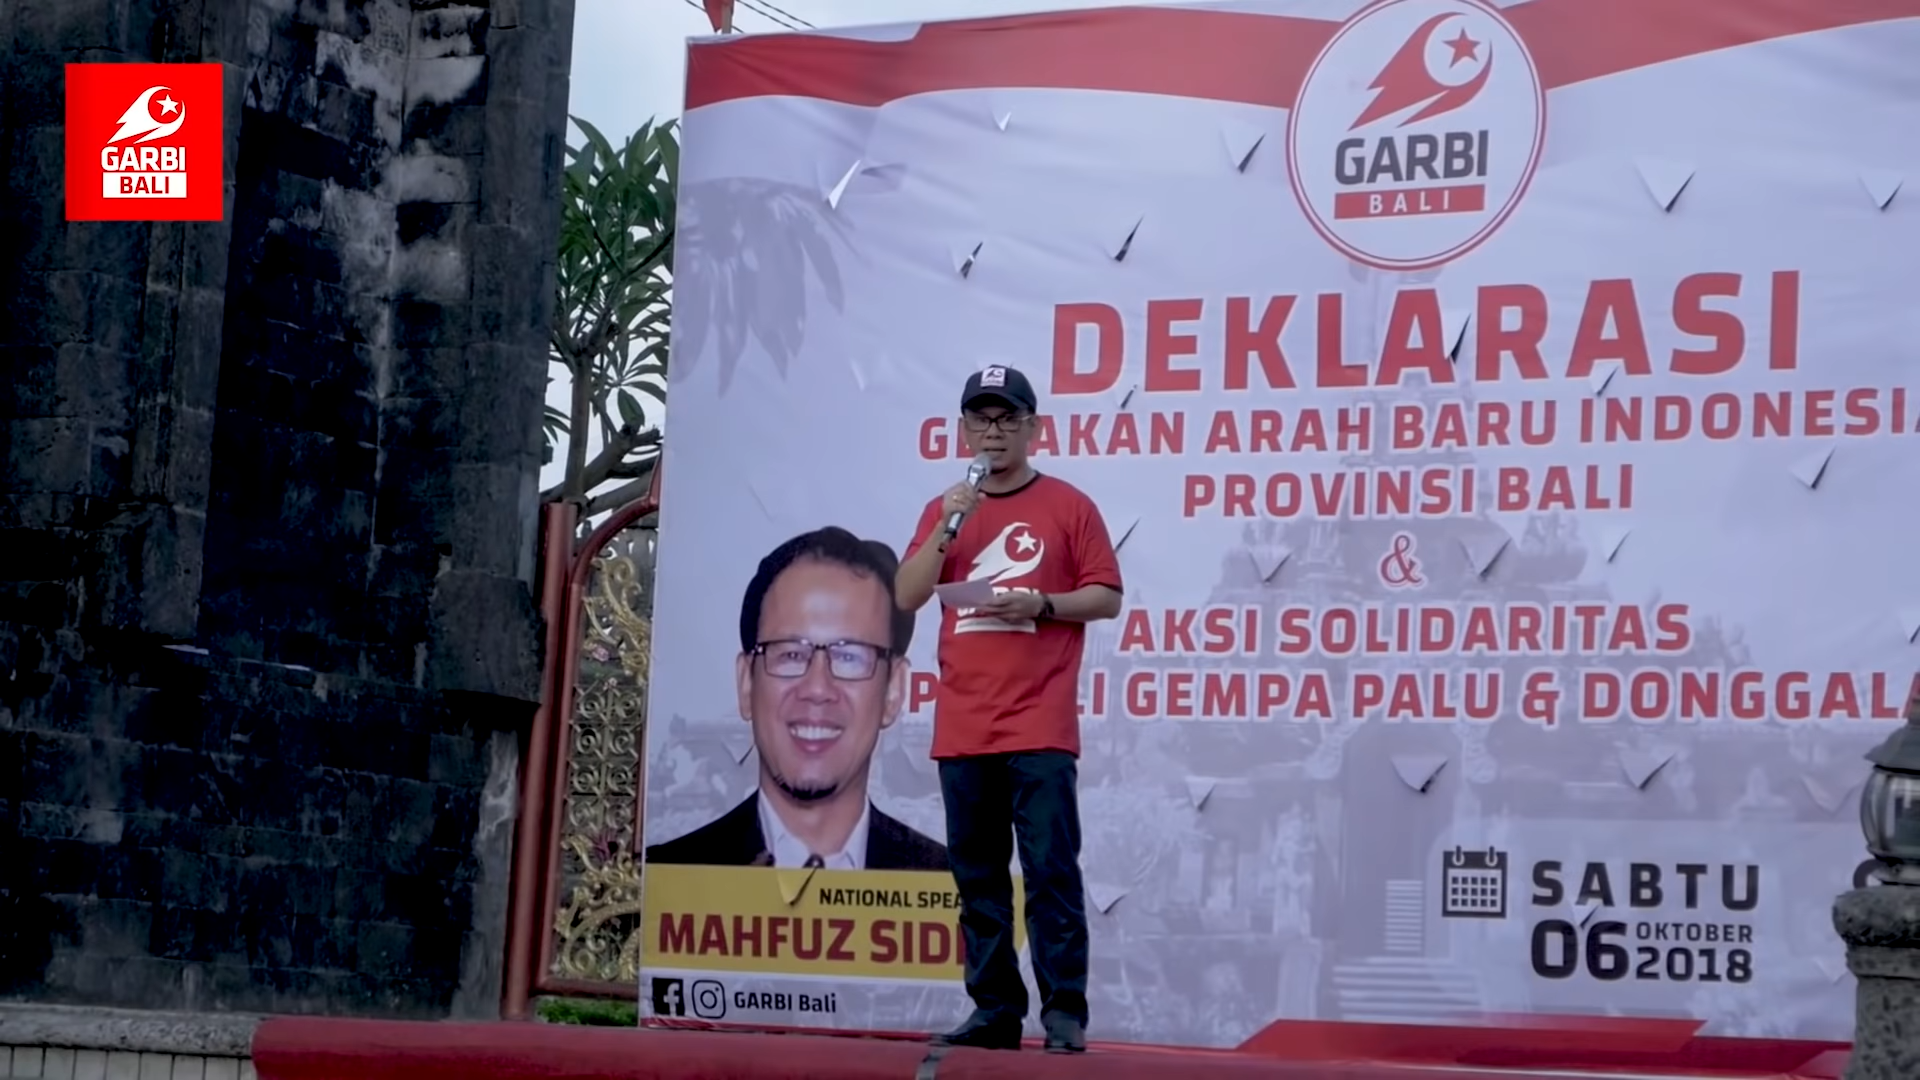 GARBI
BALI
GARBI
BALI
DEKLARASI
AKAN ARAH BARU INDONESIA
PROVINSI BALI
&
AKSI SOLIDARITAS
GEMPA PALU & DONGGALA
SABTU
06 OKTOBER
2018
NATIONAL SPEA
MAHFUZ SIDI
GARBI Bali